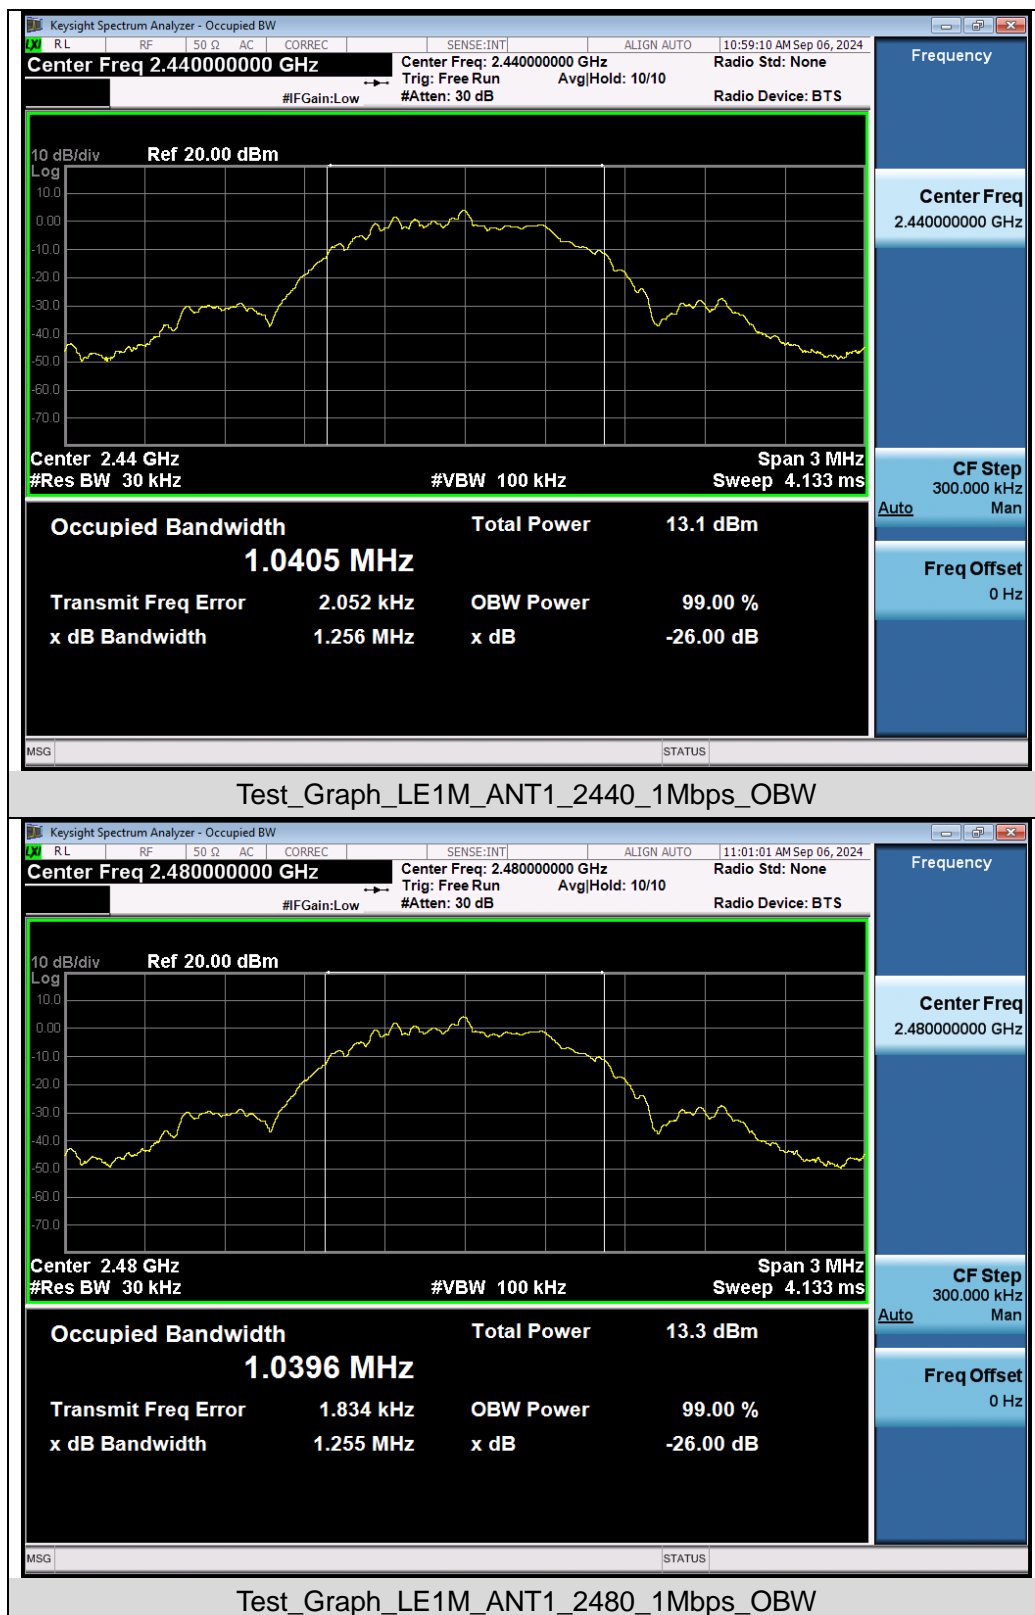 Keysight Spectrum Analyzer - Occupied BW
LXI RL RF 50 Ω AC CORREC SENSE:INT ALIGN AUTO 10:59:10 AM Sep 06, 2024
Center Freq 2.440000000 GHz Center Freq: 2.440000000 GHz Radio Std: None
Trig: Free Run Avg|Hold: 10/10
#IFGain:Low #Atten: 30 dB Radio Device: BTS
Frequency
10 dB/div Ref 20.00 dBm
Log
10.0
0.00
-10.0
-20.0
-30.0
-40.0
-50.0
-60.0
-70.0
Center 2.44 GHz Span 3 MHz
#Res BW 30 kHz #VBW 100 kHz Sweep 4.133 ms
Center Freq
2.440000000 GHz
CF Step
300.000 kHz
Auto Man
Freq Offset
0 Hz
Occupied Bandwidth Total Power 13.1 dBm
1.0405 MHz
Transmit Freq Error 2.052 kHz OBW Power 99.00 %
x dB Bandwidth 1.256 MHz x dB -26.00 dB
MSG STATUS
Test_Graph_LE1M_ANT1_2440_1Mbps_OBW
Keysight Spectrum Analyzer - Occupied BW
LXI RL RF 50 Ω AC CORREC SENSE:INT ALIGN AUTO 11:01:01 AM Sep 06, 2024
Center Freq 2.480000000 GHz Center Freq: 2.480000000 GHz Radio Std: None
Trig: Free Run Avg|Hold: 10/10
#IFGain:Low #Atten: 30 dB Radio Device: BTS
Frequency
10 dB/div Ref 20.00 dBm
Log
10.0
0.00
-10.0
-20.0
-30.0
-40.0
-50.0
-60.0
-70.0
Center 2.48 GHz Span 3 MHz
#Res BW 30 kHz #VBW 100 kHz Sweep 4.133 ms
Center Freq
2.480000000 GHz
CF Step
300.000 kHz
Auto Man
Freq Offset
0 Hz
Occupied Bandwidth Total Power 13.3 dBm
1.0396 MHz
Transmit Freq Error 1.834 kHz OBW Power 99.00 %
x dB Bandwidth 1.255 MHz x dB -26.00 dB
MSG STATUS
Test_Graph_LE1M_ANT1_2480_1Mbps_OBW